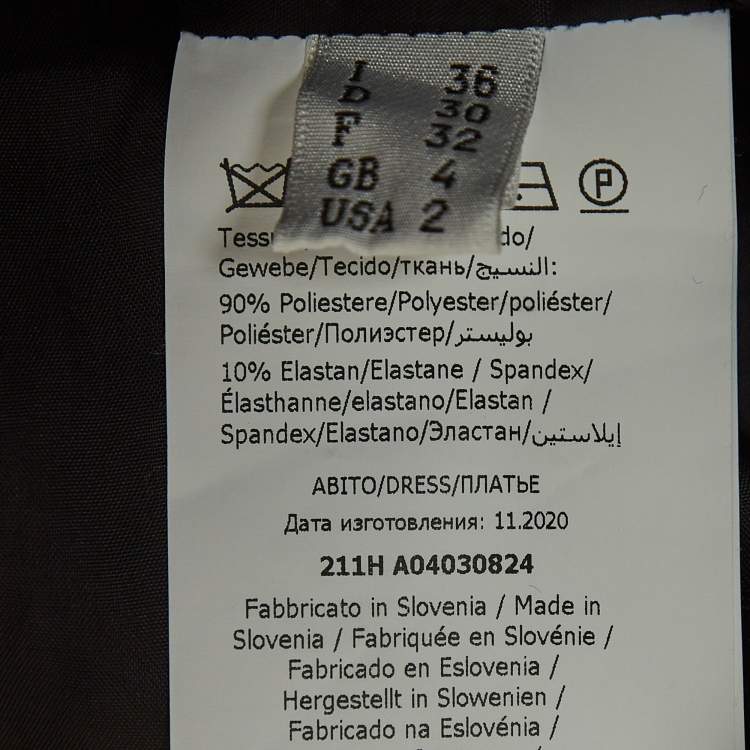 I 36
D 30
F 32
GB 4
USA 2
P
Gewebe/Tecido/ткань/النسيج:
90% Poliestere/Polyester/poliéster/
Poliéster/Полиэстер/بوليستر
10% Elastan/Elastane / Spandex/
Élasthanne/elastano/Elastan /
Spandex/Elastano/Эластан/إيلاستين
ABITO/DRESS/ПЛАТЬЕ
Дата изготовления: 11.2020
211H A04030824
Fabbricato in Slovenia / Made in
Slovenia / Fabriquée en Slovénie /
Fabricado en Eslovenia /
Hergestellt in Slowenien /
Fabricado na Eslovénia /